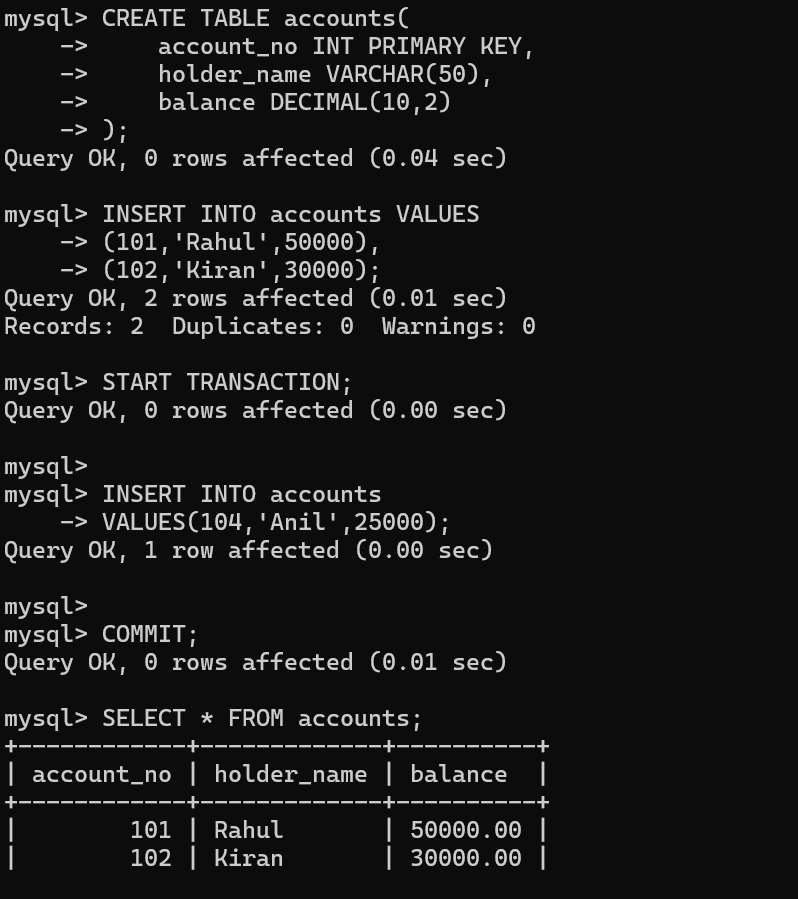 mysql> CREATE TABLE accounts(
    ->     account_no INT PRIMARY KEY,
    ->     holder_name VARCHAR(50),
    ->     balance DECIMAL(10,2)
    -> );
Query OK, 0 rows affected (0.04 sec)

mysql> INSERT INTO accounts VALUES
    -> (101,'Rahul',50000),
    -> (102,'Kiran',30000);
Query OK, 2 rows affected (0.01 sec)
Records: 2  Duplicates: 0  Warnings: 0

mysql> START TRANSACTION;
Query OK, 0 rows affected (0.00 sec)

mysql>
mysql> INSERT INTO accounts
    -> VALUES(104,'Anil',25000);
Query OK, 1 row affected (0.00 sec)

mysql>
mysql> COMMIT;
Query OK, 0 rows affected (0.01 sec)

mysql> SELECT * FROM accounts;
+------------+-------------+----------+
| account_no | holder_name | balance  |
+------------+-------------+----------+
|        101 | Rahul       | 50000.00 |
|        102 | Kiran       | 30000.00 |